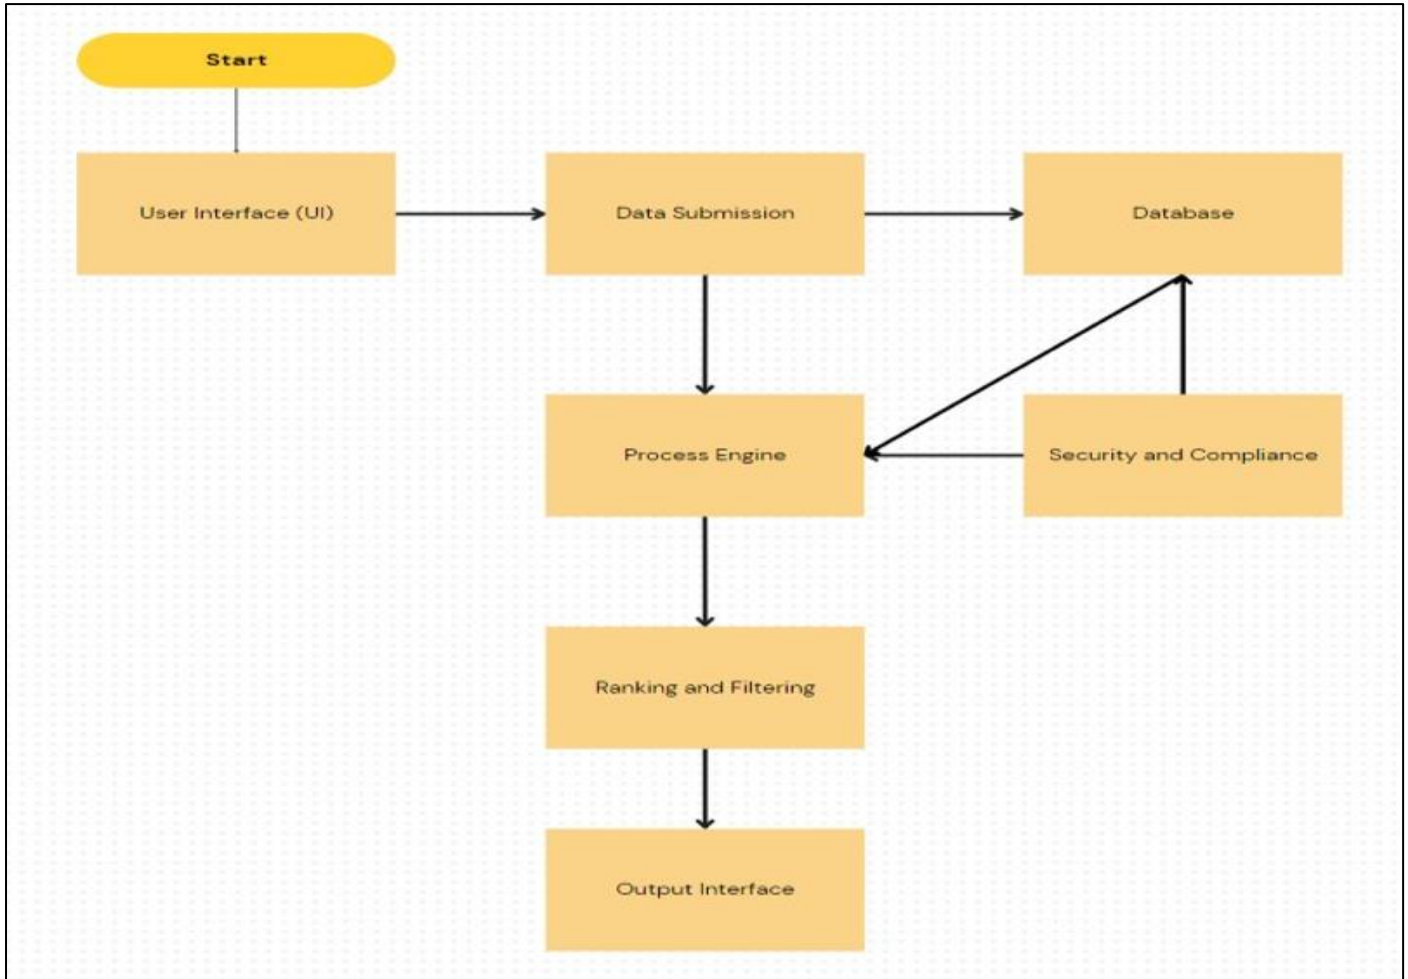 Start
User Interface (UI)
Data Submission
Database
Process Engine
Security and Compliance
Ranking and Filtering
Output Interface